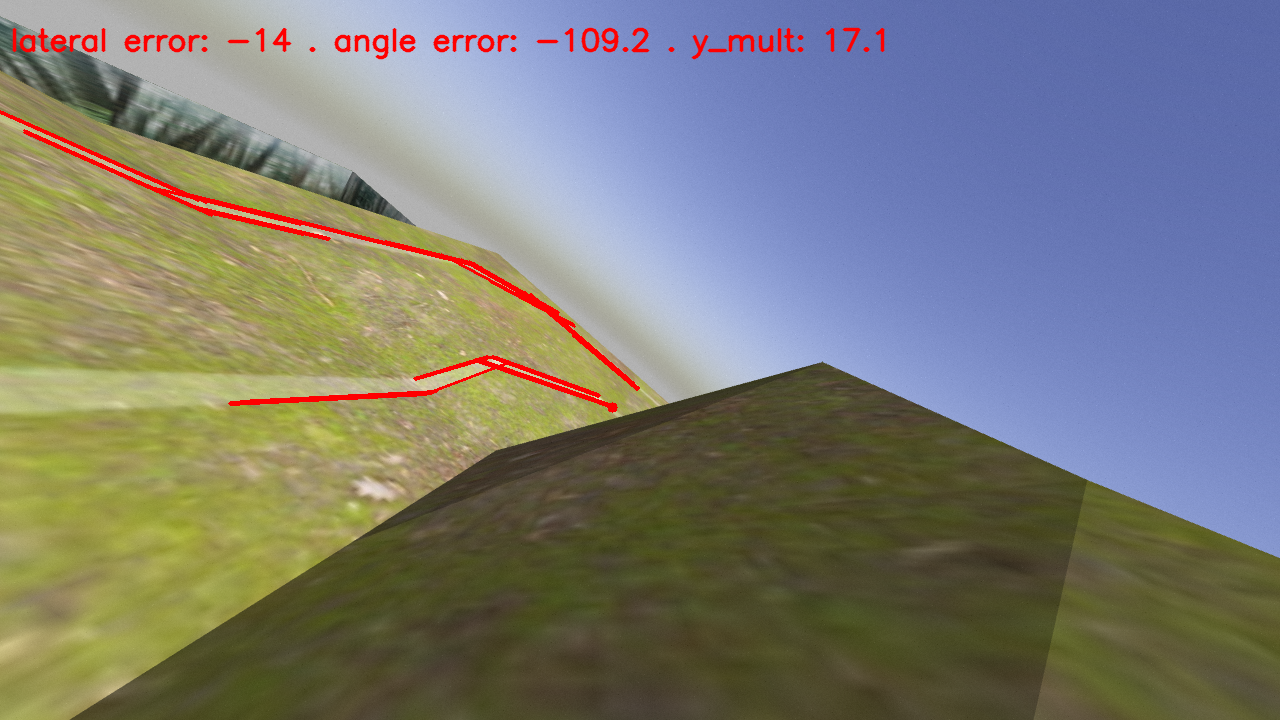 lateral error: -14 . angle error: -109.2 . y_mult: 17.1